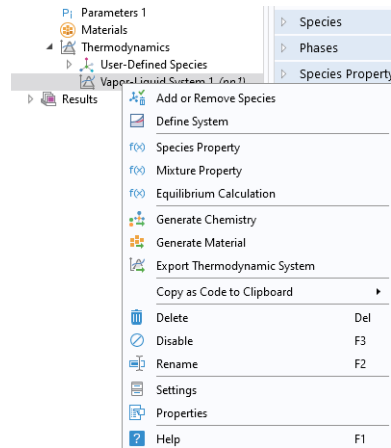 Pi Parameters 1
Materials
Thermodynamics
User-Defined Species
Vapor-Liquid System 1 (pp1)
Results
Species
Phases
Species Property
Add or Remove Species
Define System
f(x) Species Property
f(x) Mixture Property
f(x) Equilibrium Calculation
Generate Chemistry
Generate Material
Export Thermodynamic System
Copy as Code to Clipboard
Delete Del
Disable F3
Rename F2
Settings
Properties
? Help F1